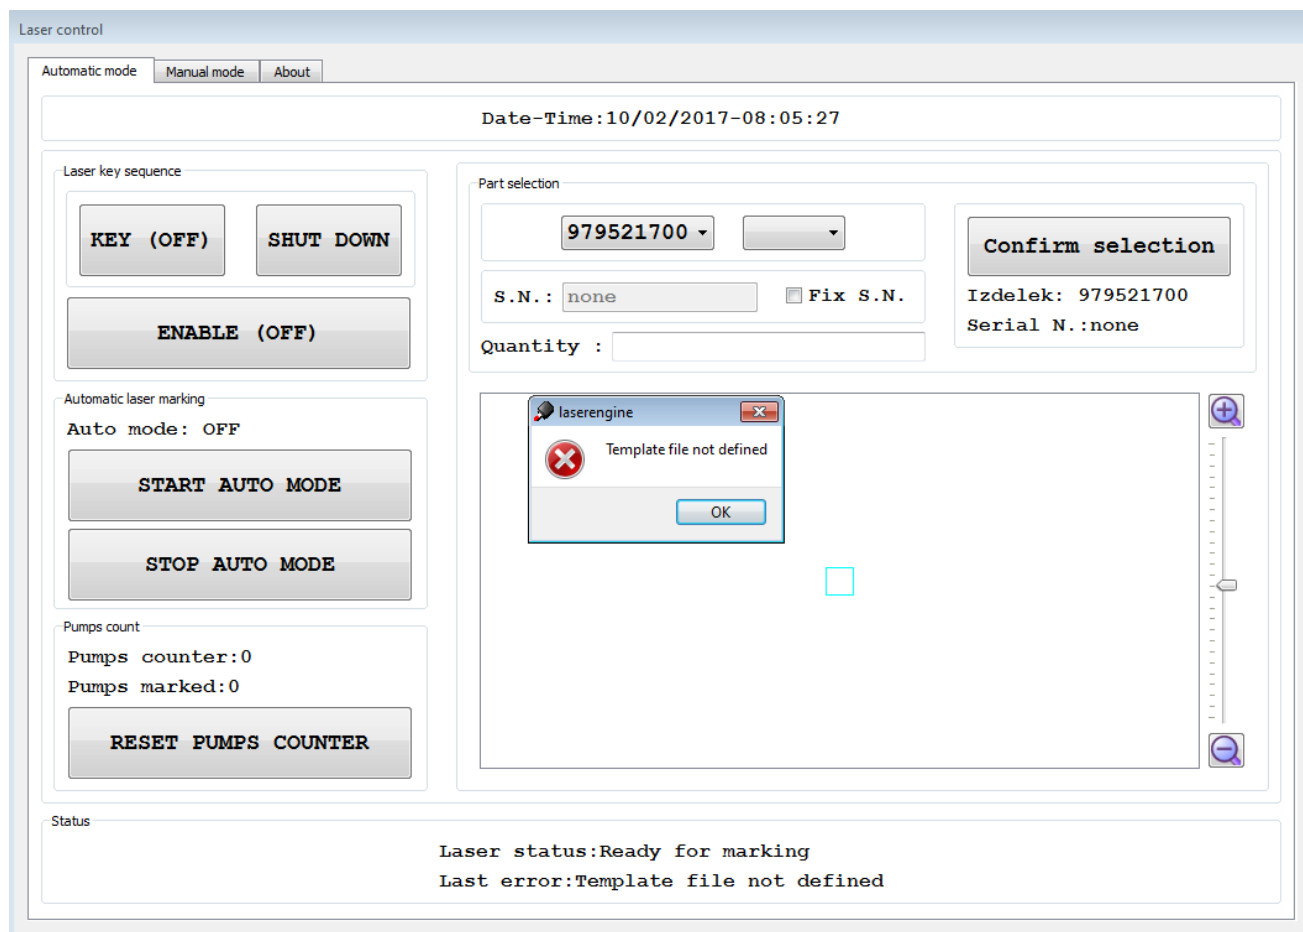 Laser control
Automatic mode
Manual mode
About
Date-Time:10/02/2017-08:05:27
Laser key sequence
KEY (OFF)
SHUT DOWN
ENABLE (OFF)
Automatic laser marking
Auto mode: OFF
START AUTO MODE
STOP AUTO MODE
Pumps count
Pumps counter:0
Pumps marked:0
RESET PUMPS COUNTER
Part selection
979521700
S.N.: none
Fix S.N.
Quantity :
Confirm selection
Izdelek: 979521700
Serial N.:none
laserengine
Template file not defined
OK
Status
Laser status:Ready for marking
Last error:Template file not defined